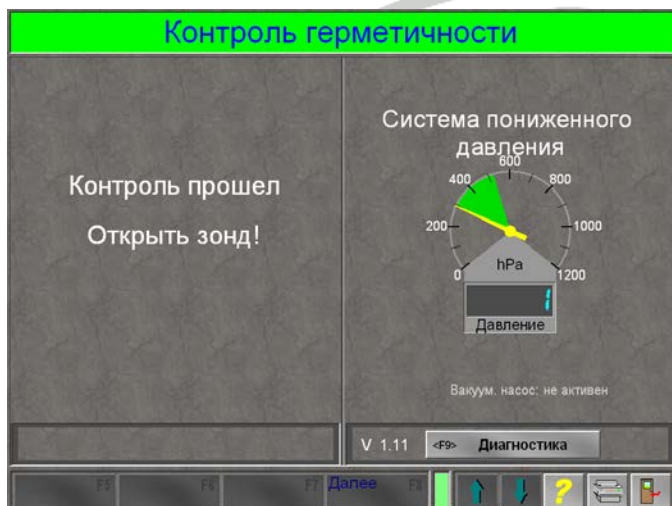 Контроль герметичности
Контроль прошел
Открыть зонд!
Система пониженного
давления
0
200
400
600
800
1000
1200
hPa
1
Давление
Вакуум. насос: не активен
V 1.11
<F9> Диагностика
F5
F6
F7
Далее F8
?